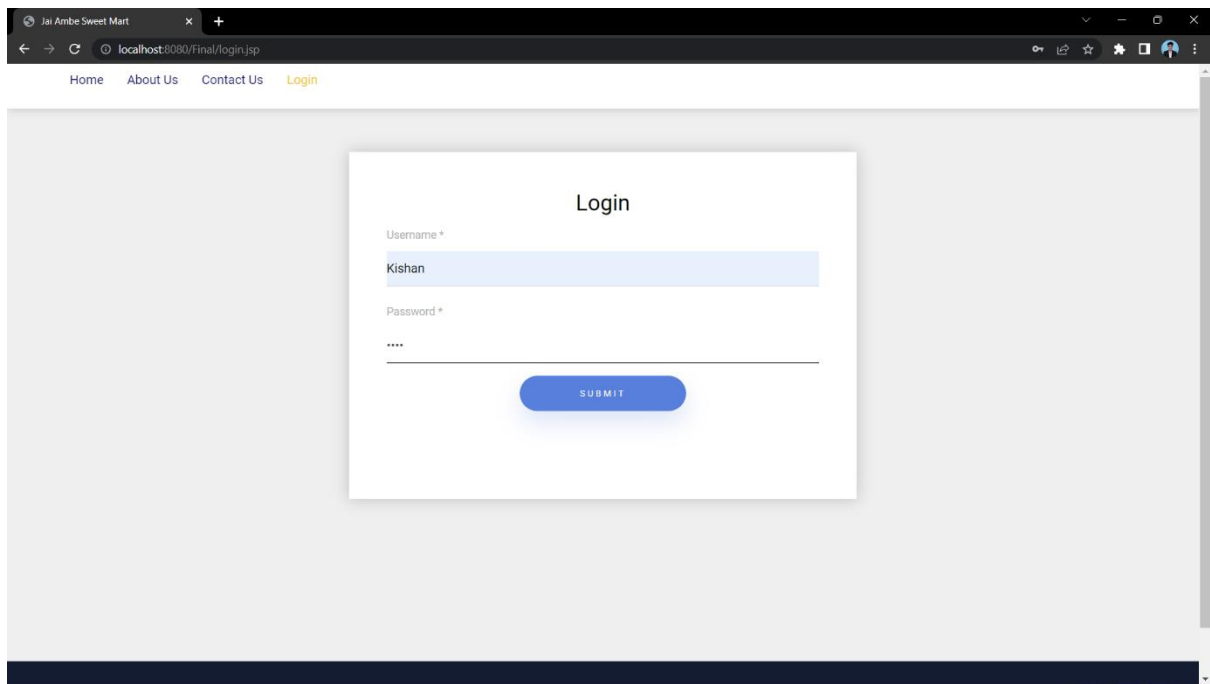 Jai Ambe Sweet Mart
localhost:8080/Final/login.jsp
Home About Us Contact Us Login
Login
Username *
Kishan
Password *
••••
SUBMIT